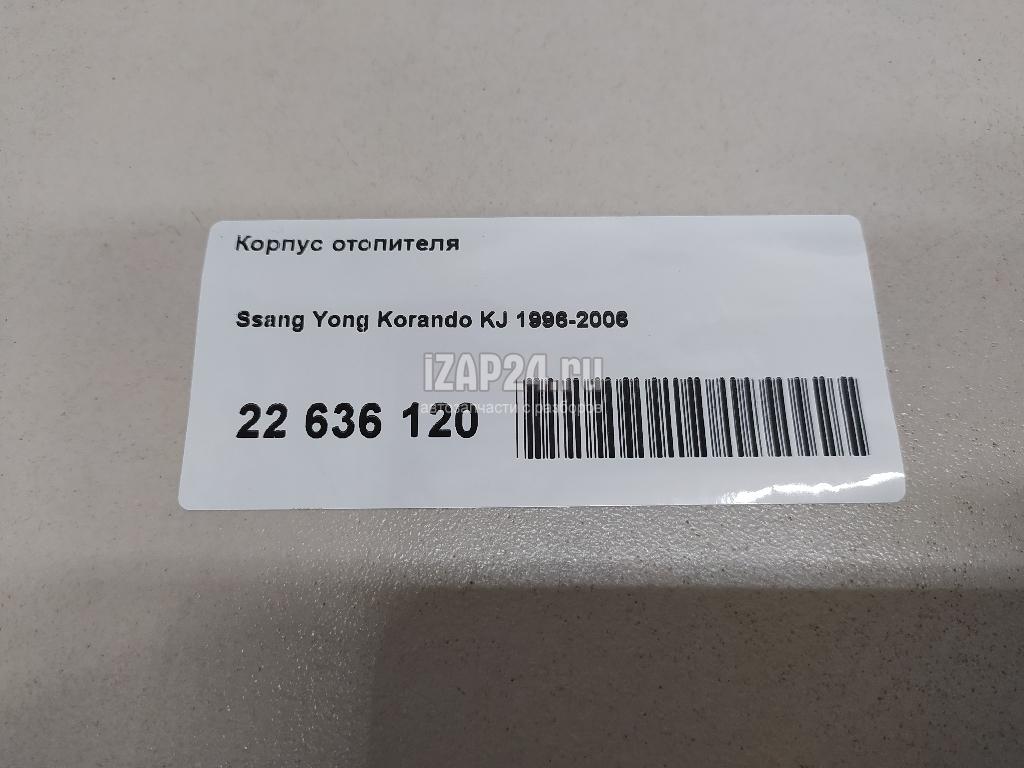 Корпус отопителя
Ssang Yong Korando KJ 1996-2006
iZAP24.ru
автозапчасти с разборов
22 636 120